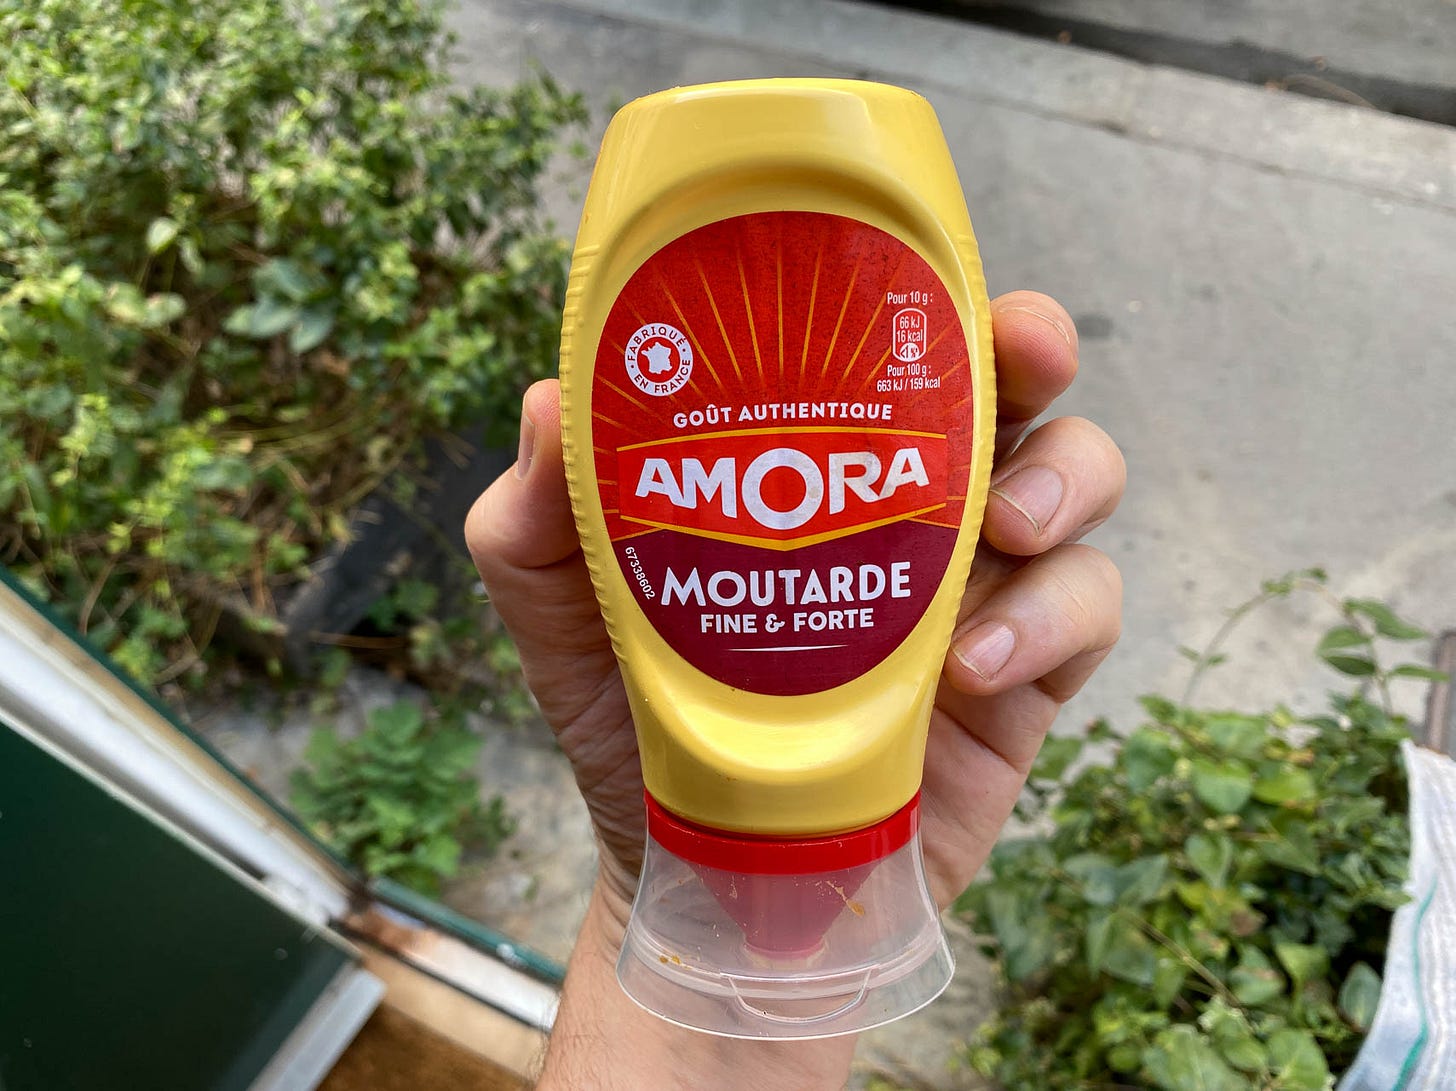 Pour 10 g :
66 kJ
16 kcal
Pour 100 g :
663 kJ / 159 kcal
FABRIQUÉ
EN FRANCE
GOÛT AUTHENTIQUE
AMORA
67338602
MOUTARDE
FINE & FORTE